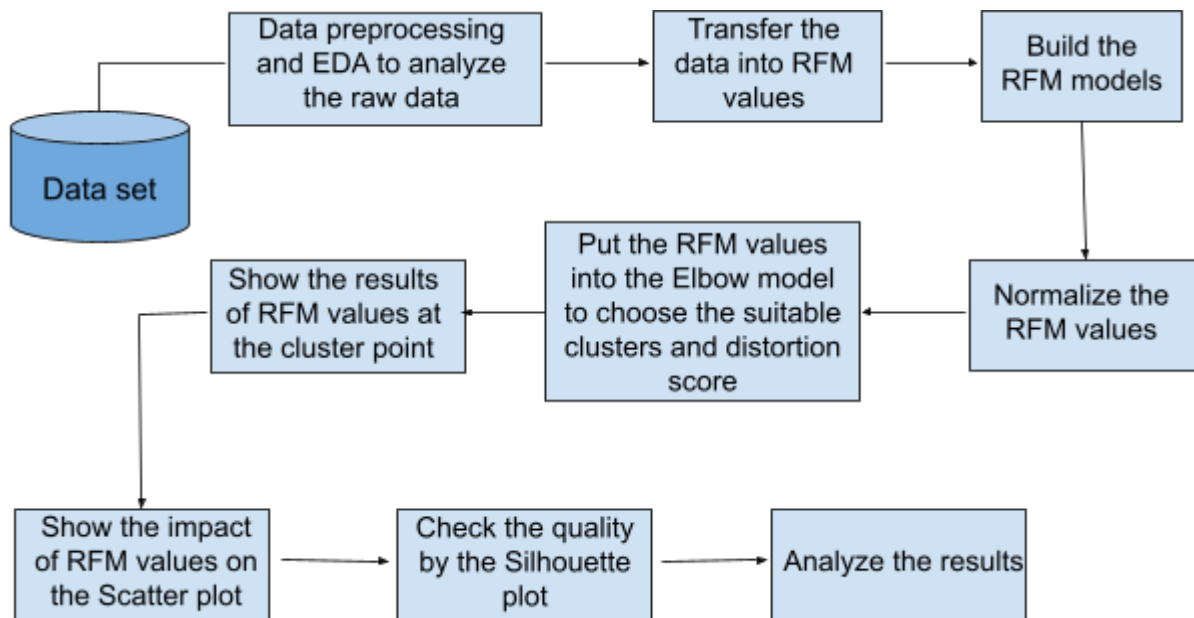 Data set
Data preprocessing
and EDA to analyze
the raw data
Transfer the
data into RFM
values
Build the
RFM models
Normalize the
RFM values
Put the RFM values
into the Elbow model
to choose the suitable
clusters and distortion
score
Show the results
of RFM values at
the cluster point
Show the impact
of RFM values on
the Scatter plot
Check the quality
by the Silhouette
plot
Analyze the results